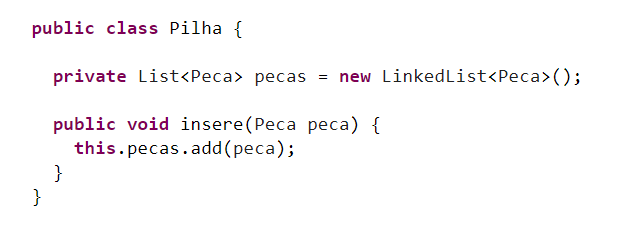 public class Pilha {
private List<Peca> pecas = new LinkedList<Peca>();
public void insere(Peca peca) {
this.pecas.add(peca);
}
}